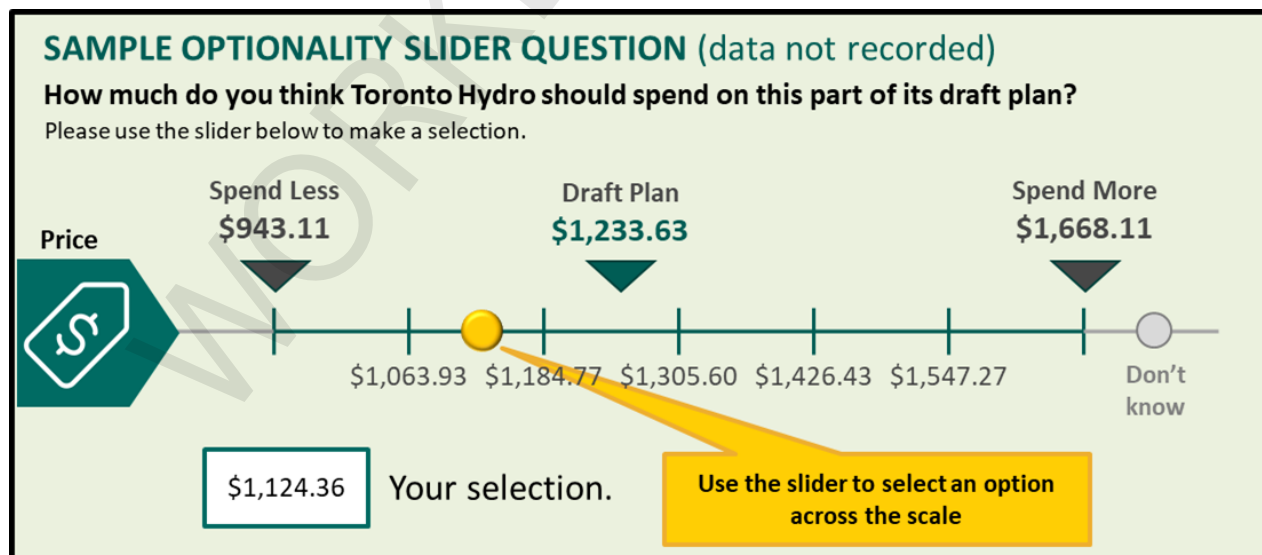 SAMPLE OPTIONALITY SLIDER QUESTION (data not recorded)
How much do you think Toronto Hydro should spend on this part of its draft plan?
Please use the slider below to make a selection.
Spend Less
$943.11
Draft Plan
$1,233.63
Spend More
$1,668.11
Price
$
$1,063.93 $1,184.77 $1,305.60 $1,426.43 $1,547.27
Don't
know
$1,124.36 Your selection.
Use the slider to select an option
across the scale